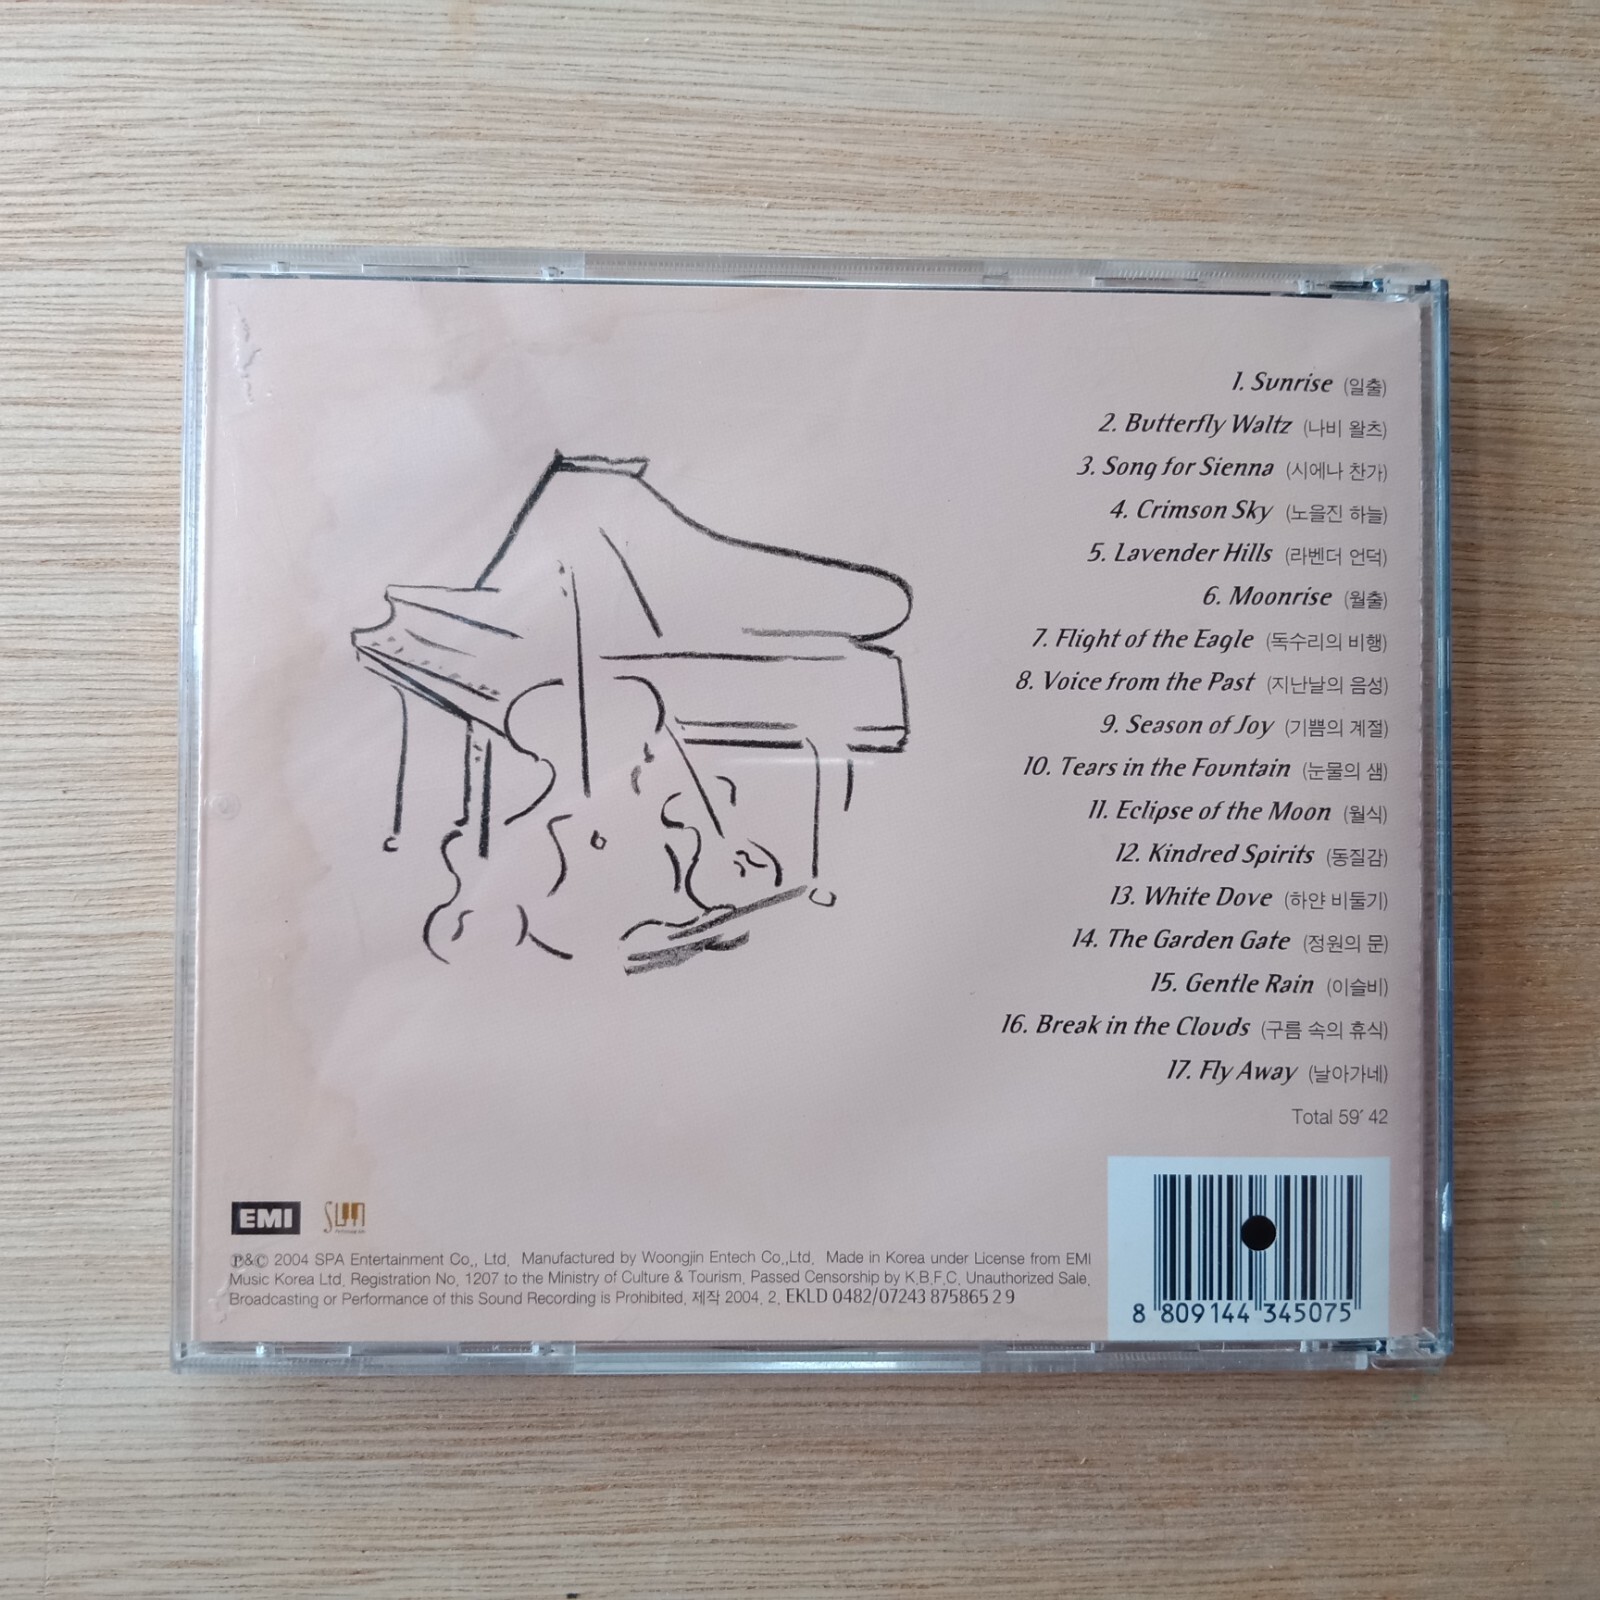 1. Sunrise (일출)
2. Butterfly Waltz (나비 왈츠)
3. Song for Sienna (시에나 찬가)
4. Crimson Sky (노을진 하늘)
5. Lavender Hills (라벤더 언덕)
6. Moonrise (월출)
7. Flight of the Eagle (독수리의 비행)
8. Voice from the Past (지난날의 음성)
9. Season of Joy (기쁨의 계절)
10. Tears in the Fountain (눈물의 샘)
11. Eclipse of the Moon (월식)
12. Kindred Spirits (동질감)
13. White Dove (하얀 비둘기)
14. The Garden Gate (정원의 문)
15. Gentle Rain (이슬비)
16. Break in the Clouds (구름 속의 휴식)
17. Fly Away (날아가네)
Total 59' 42
EMI
℗&© 2004 SPA Entertainment Co., Ltd. Manufactured by Woongjin Entech Co.,Ltd. Made in Korea under License from EMI
Music Korea Ltd. Registration No. 1207 to the Ministry of Culture & Tourism. Passed Censorship by K.B.F.C. Unauthorized Sale,
Broadcasting or Performance of this Sound Recording is Prohibited. 제작 2004. 2. EKLD 0482/07243 875865 2 9
8 809144 345075